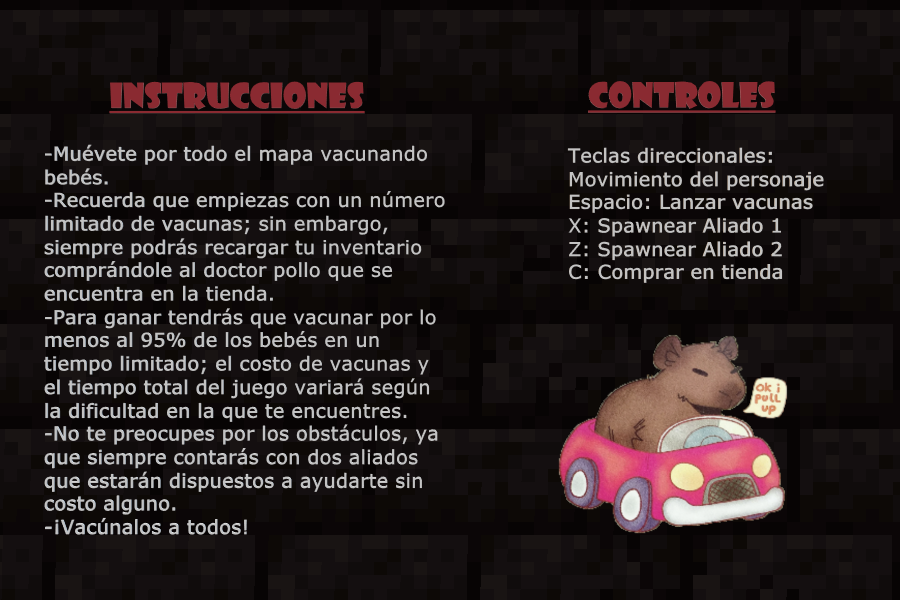 INSTRUCCIONES
-Muévete por todo el mapa vacunando
bebés.
-Recuerda que empiezas con un número
limitado de vacunas; sin embargo,
siempre podrás recargar tu inventario
comprándole al doctor pollo que se
encuentra en la tienda.
-Para ganar tendrás que vacunar por lo
menos al 95% de los bebés en un
tiempo limitado; el costo de vacunas y
el tiempo total del juego variará según
la dificultad en la que te encuentres.
-No te preocupes por los obstáculos, ya
que siempre contarás con dos aliados
que estarán dispuestos a ayudarte sin
costo alguno.
-¡Vacúnalos a todos!
CONTROLES
Teclas direccionales:
Movimiento del personaje
Espacio: Lanzar vacunas
X: Spawnear Aliado 1
Z: Spawnear Aliado 2
C: Comprar en tienda
ok i
pull
up